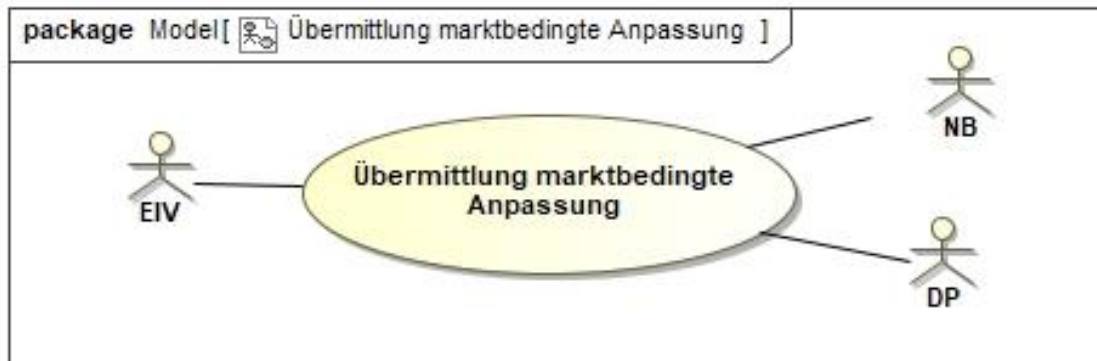 package Model[ Übermittlung marktbedingte Anpassung ]
NB
EIV
Übermittlung marktbedingte
Anpassung
DP